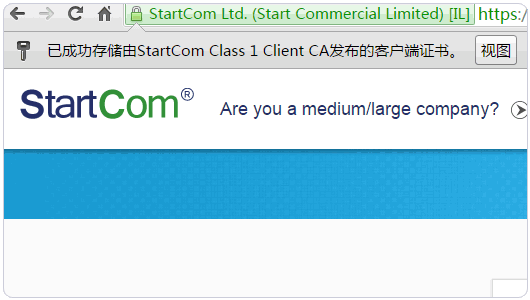 StartCom Ltd. (Start Commercial Limited) [IL] https:/
已成功存储由StartCom Class 1 Client CA发布的客户端证书。 视图
StartCom® Are you a medium/large company?